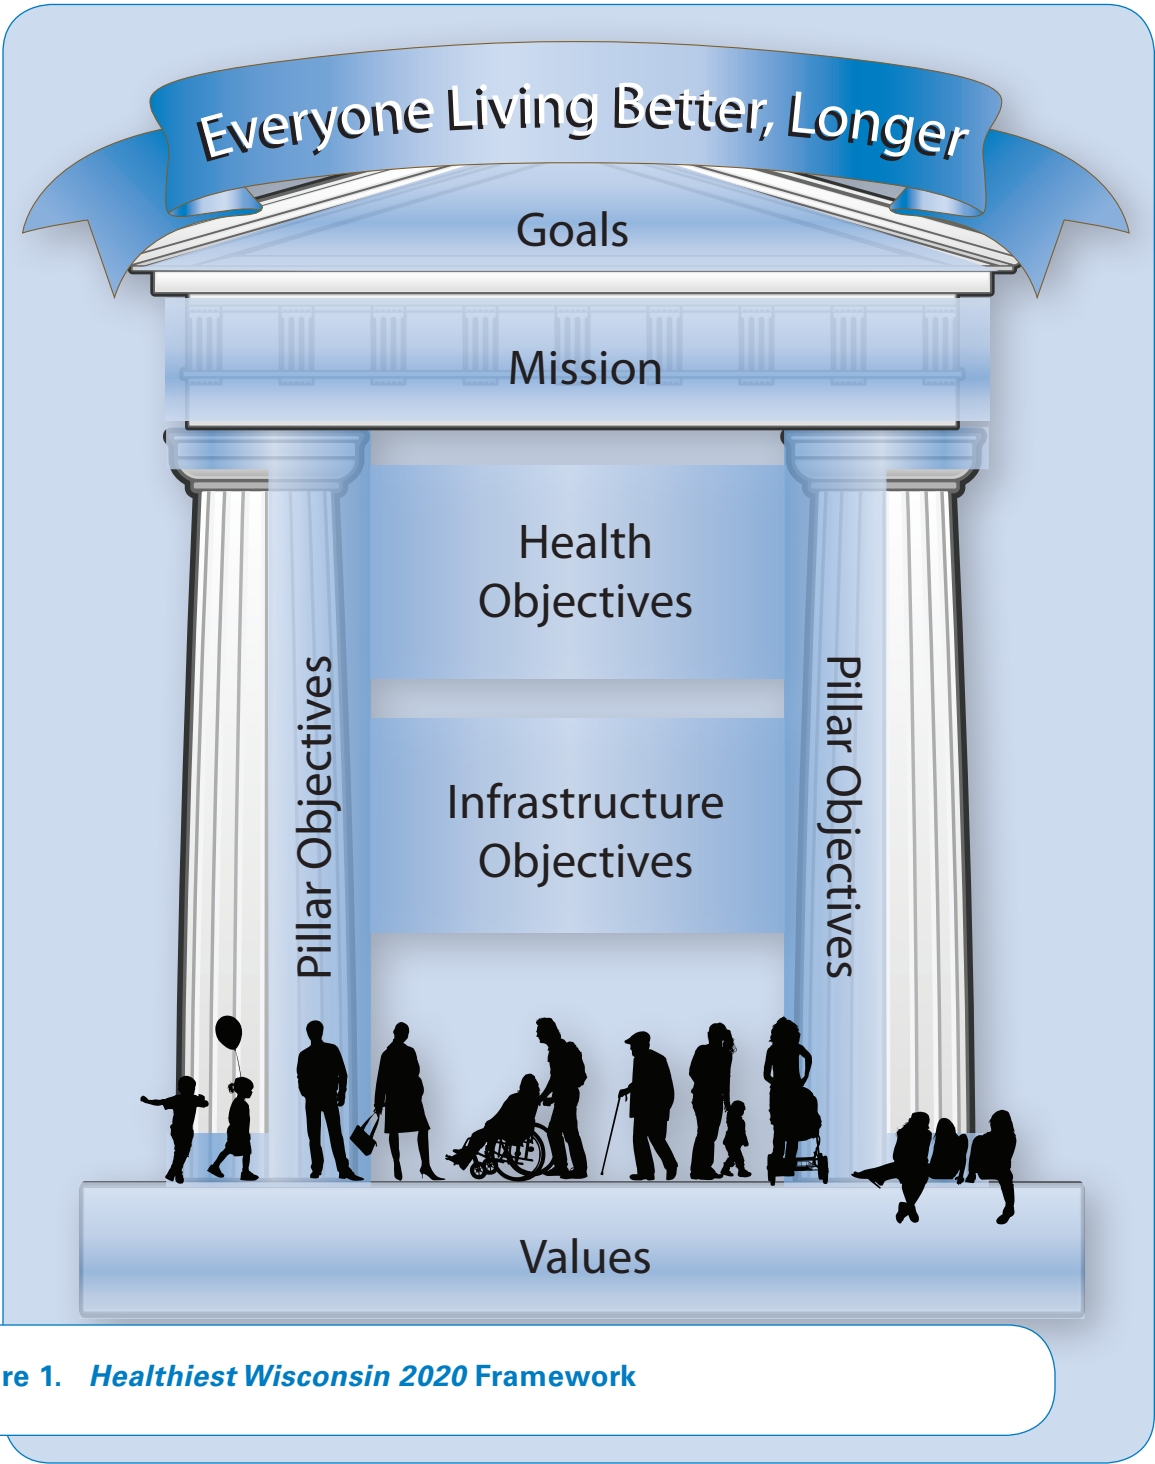 Everyone Living Better, Longer
Goals
Mission
Health
Objectives
Pillar Objectives
Pillar Objectives
Infrastructure
Objectives
Values
re 1. Healthiest Wisconsin 2020 Framework